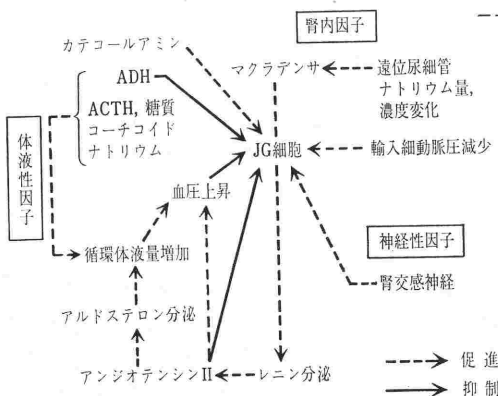 腎内因子
カテコールアミン
マクラデンサ
遠位尿細管
ナトリウム量,
濃度変化
ADH
ACTH, 糖質
コーチコイド
ナトリウム
体液性因子
JG細胞
輸入細動脈圧減少
血圧上昇
神経性因子
循環体液量増加
腎交感神経
アルドステロン分泌
アンジオテンシンⅡ
レニン分泌
促進
抑制